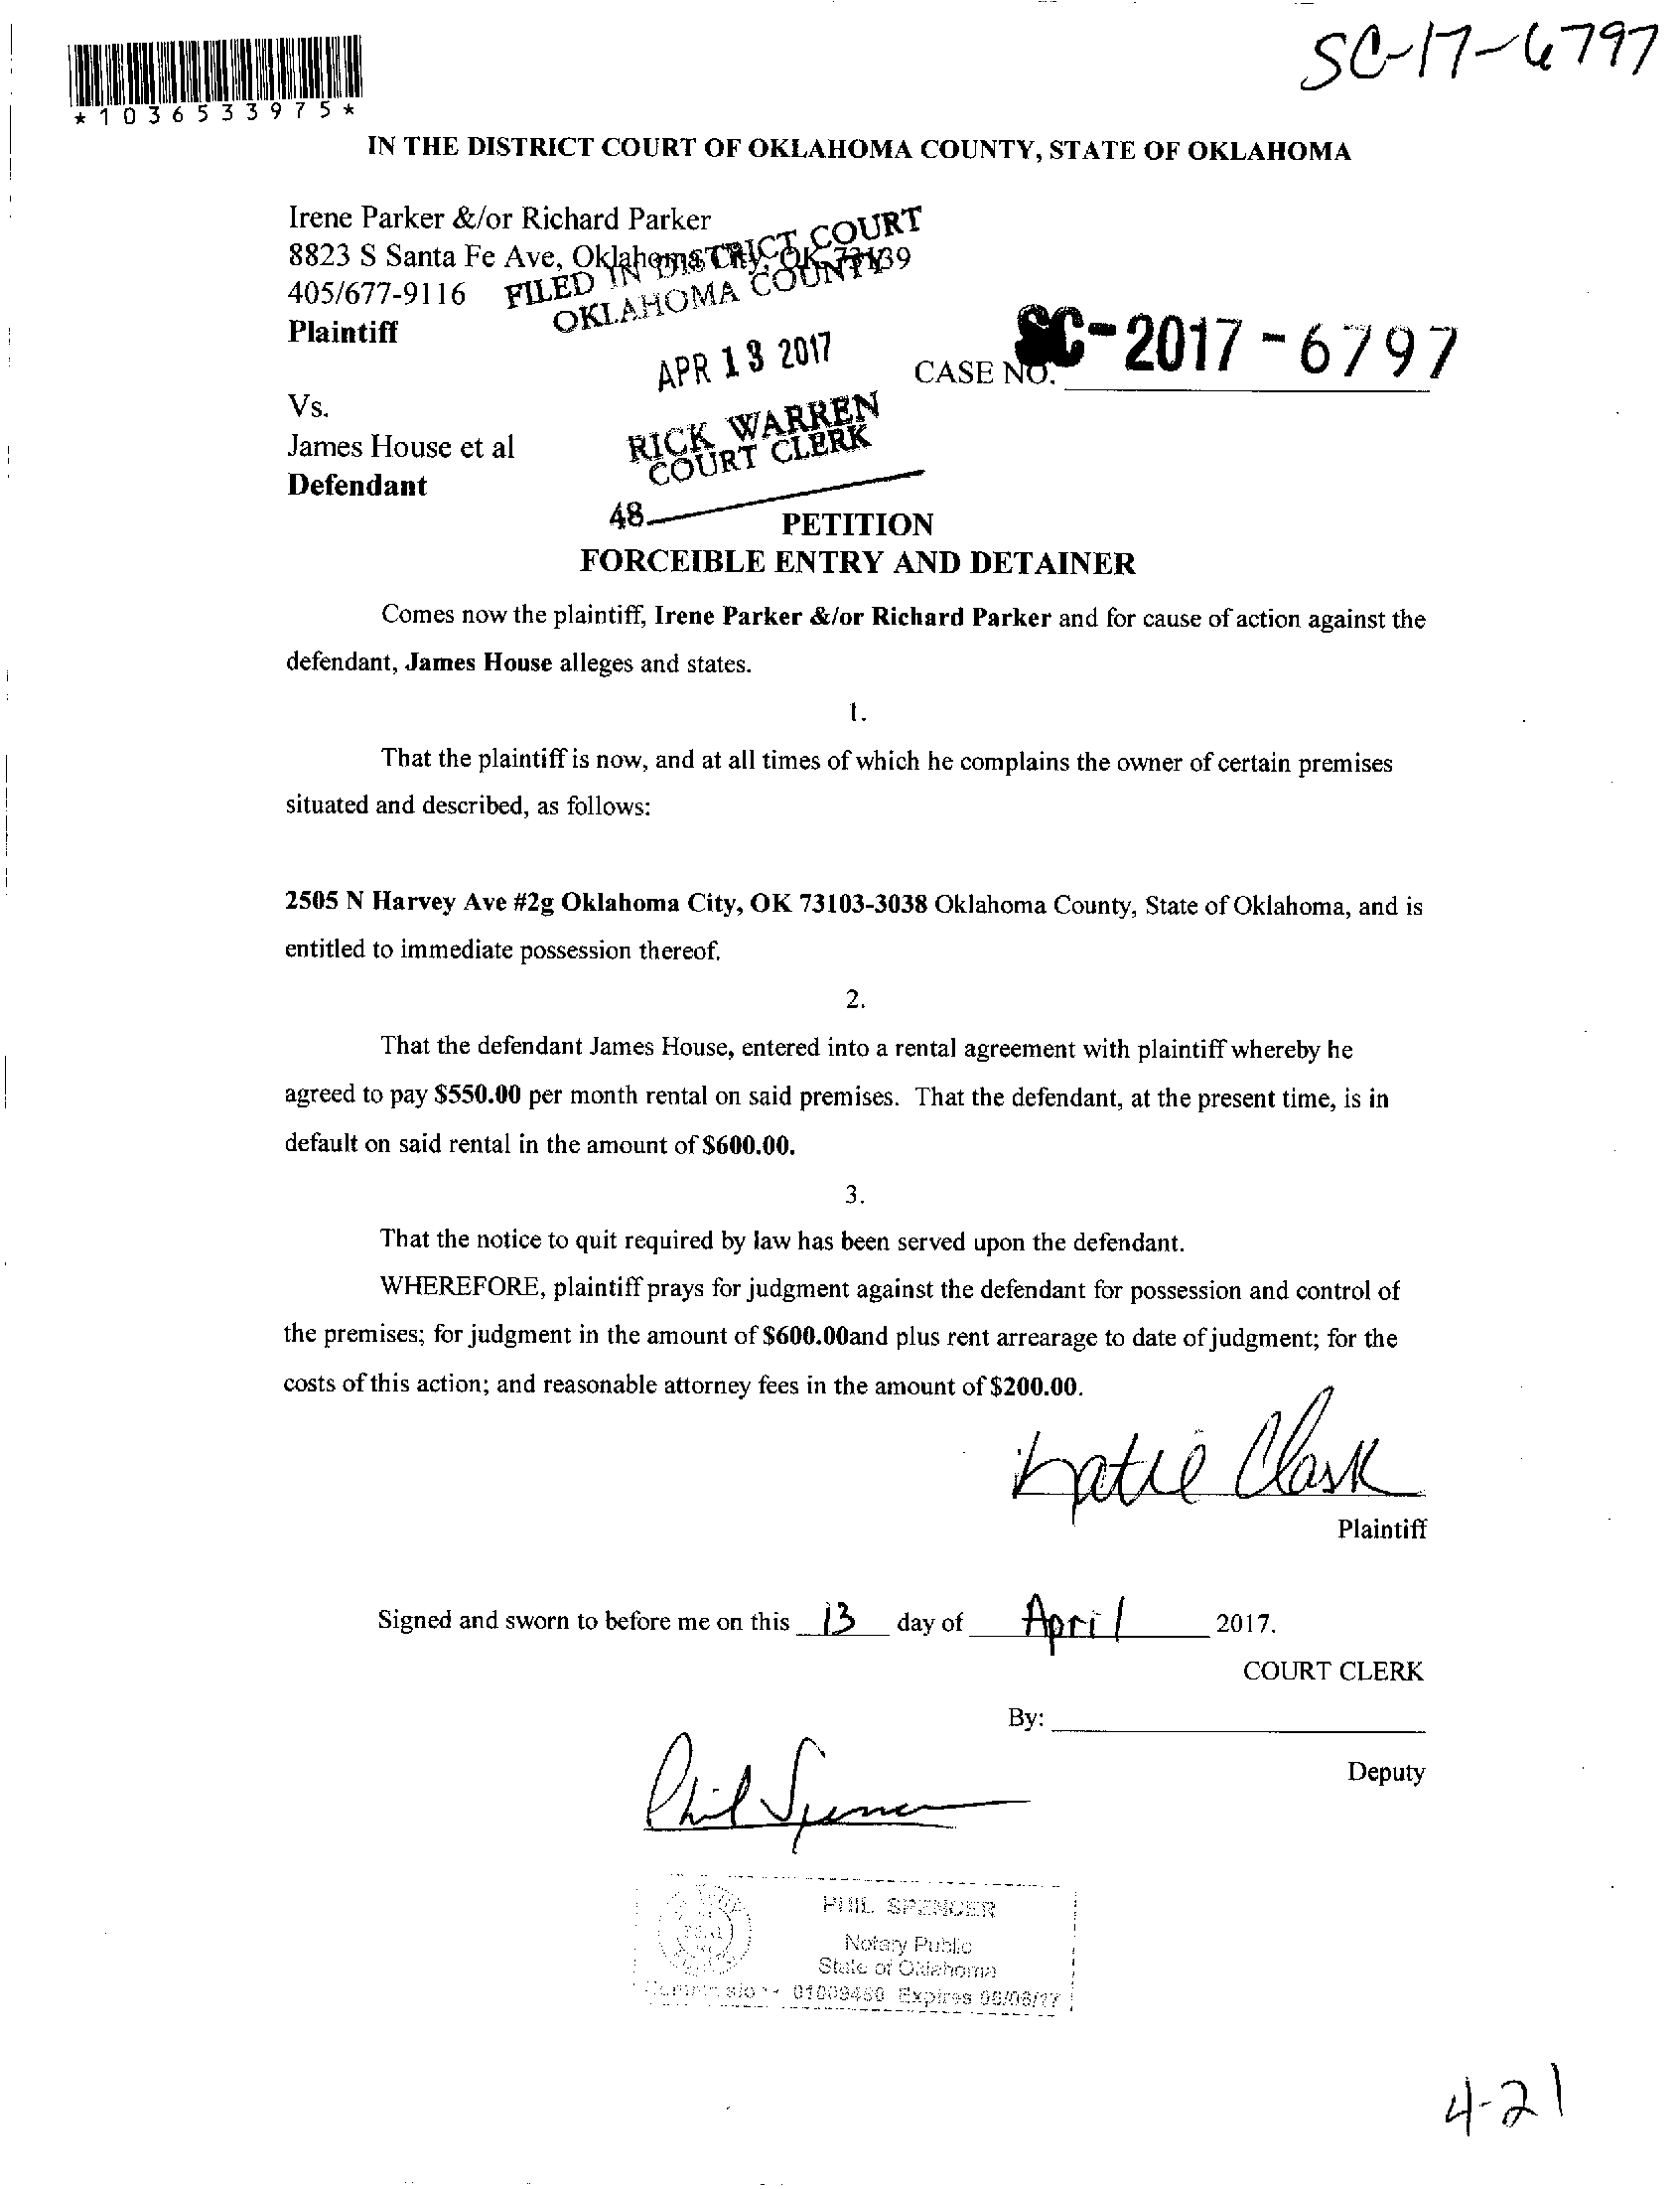 SC-17-6797
*1036533975*
IN THE DISTRICT COURT OF OKLAHOMA COUNTY, STATE OF OKLAHOMA
Irene Parker &/or Richard Parker
8823 S Santa Fe Ave, Oklahoma City, OK 73139
405/677-9116
Plaintiff
FILED IN DISTRICT COURT
OKLAHOMA COUNTY
APR 13 2017
RICK WARREN
COURT CLERK
48
CASE NO. SC-2017-6797
Vs.
James House et al
Defendant
PETITION
FORCEIBLE ENTRY AND DETAINER
Comes now the plaintiff, Irene Parker &/or Richard Parker and for cause of action against the
defendant, James House alleges and states.
1.
That the plaintiff is now, and at all times of which he complains the owner of certain premises
situated and described, as follows:
2505 N Harvey Ave #2g Oklahoma City, OK 73103-3038 Oklahoma County, State of Oklahoma, and is
entitled to immediate possession thereof.
2.
That the defendant James House, entered into a rental agreement with plaintiff whereby he
agreed to pay $550.00 per month rental on said premises. That the defendant, at the present time, is in
default on said rental in the amount of $600.00.
3.
That the notice to quit required by law has been served upon the defendant.
WHEREFORE, plaintiff prays for judgment against the defendant for possession and control of
the premises; for judgment in the amount of $600.00and plus rent arrearage to date of judgment; for the
costs of this action; and reasonable attorney fees in the amount of $200.00.
Katie Clark
Plaintiff
Signed and sworn to before me on this 13 day of April 2017.
COURT CLERK
By:
Deputy
Phil Spencer
PHIL SPENCER
Notary Public
State of Oklahoma
Expires
4-21